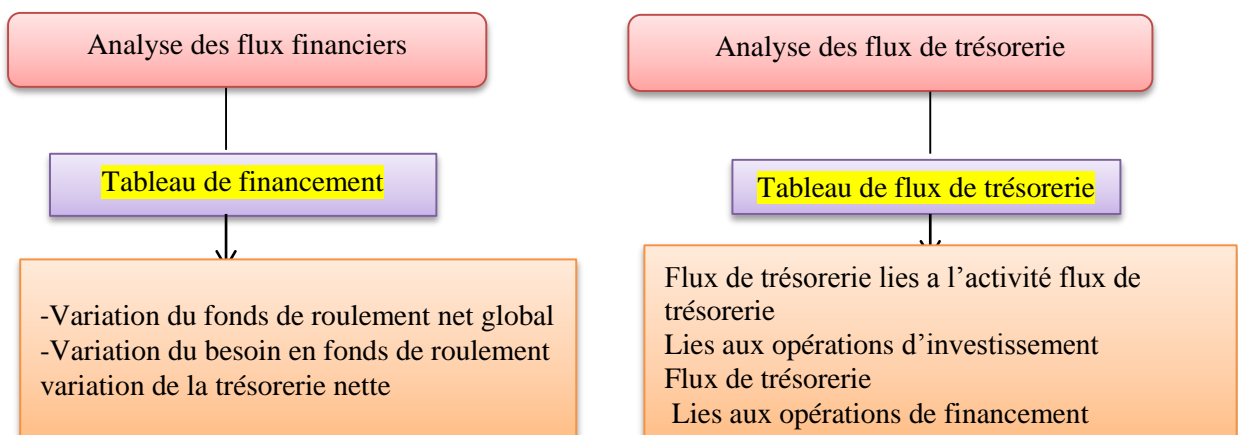 Analyse des flux financiers
Analyse des flux de trésorerie
Tableau de financement
Tableau de flux de trésorerie
-Variation du fonds de roulement net global
-Variation du besoin en fonds de roulement
variation de la trésorerie nette
Flux de trésorerie lies a l’activité flux de
trésorerie
Lies aux opérations d’investissement
Flux de trésorerie
Lies aux opérations de financement